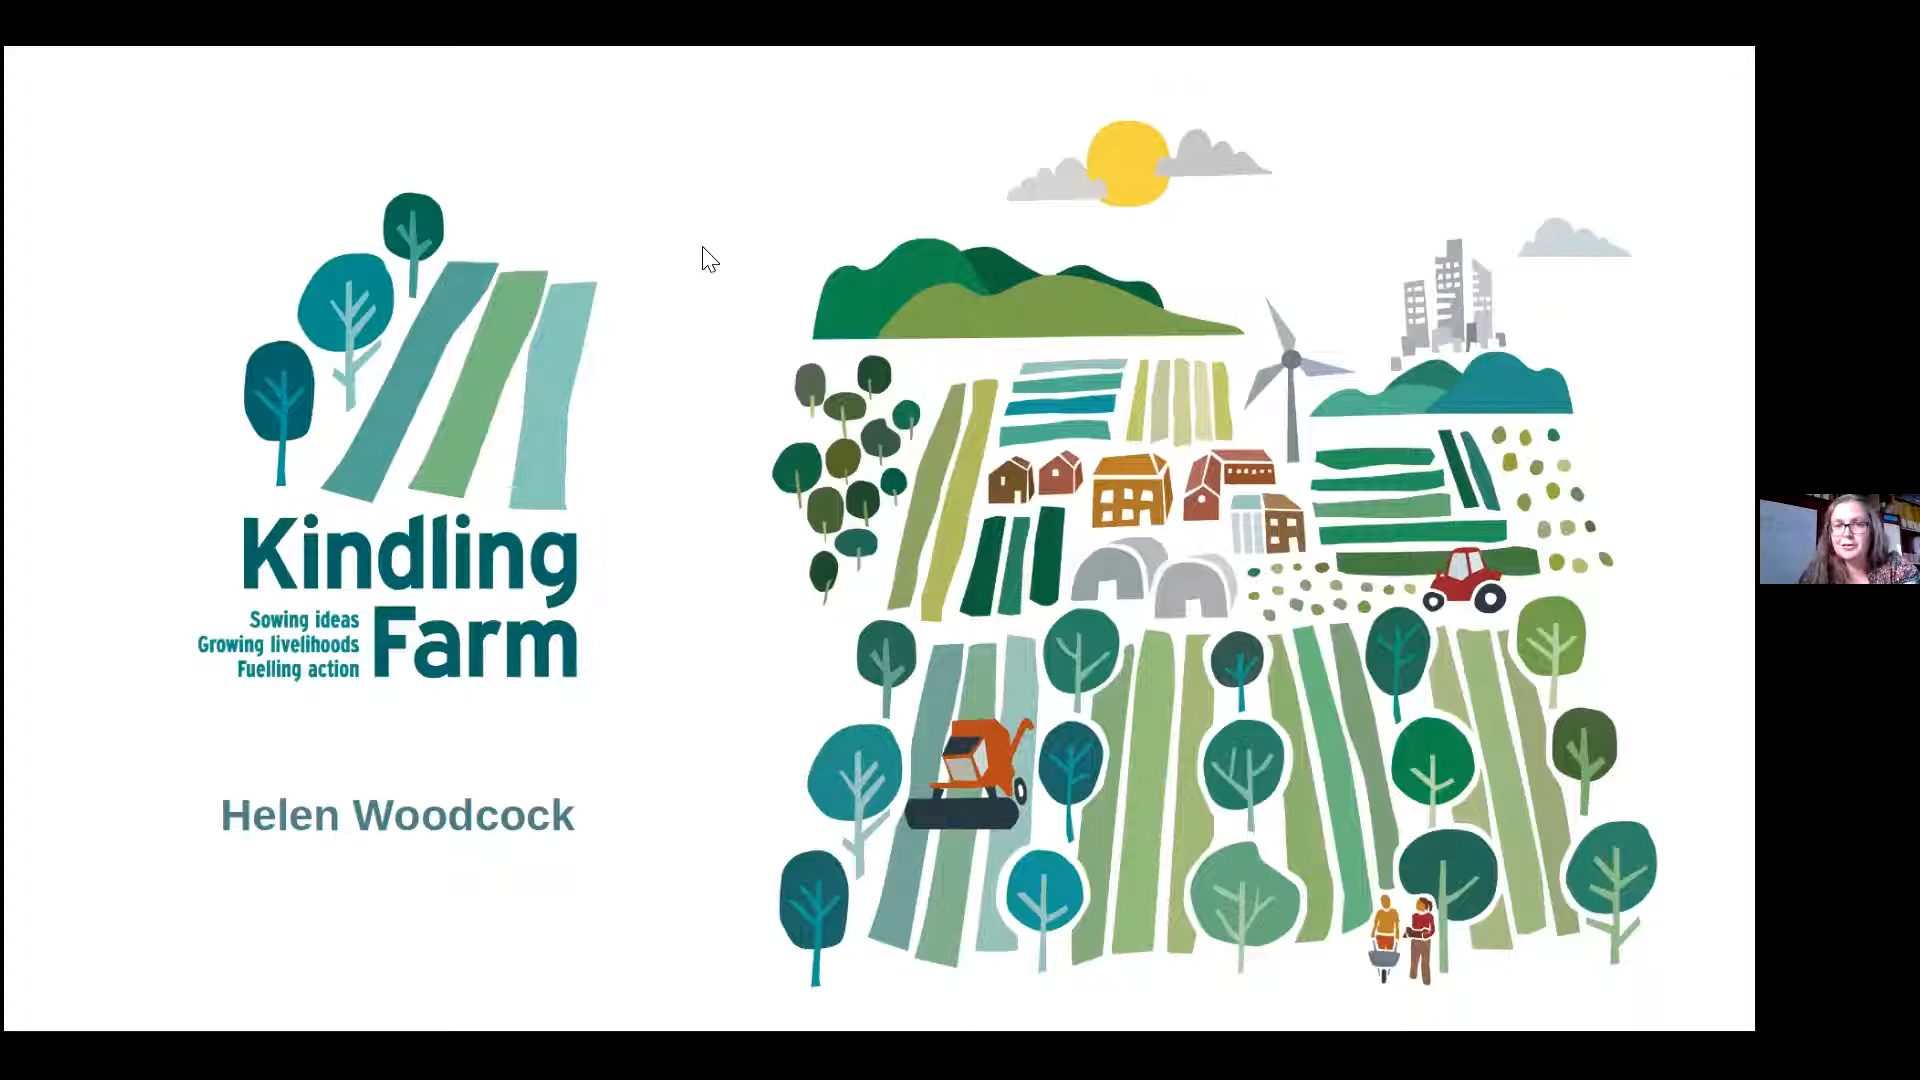 Kindling
Sowing ideas
Growing livelihoods
Fuelling action
Farm
Helen Woodcock